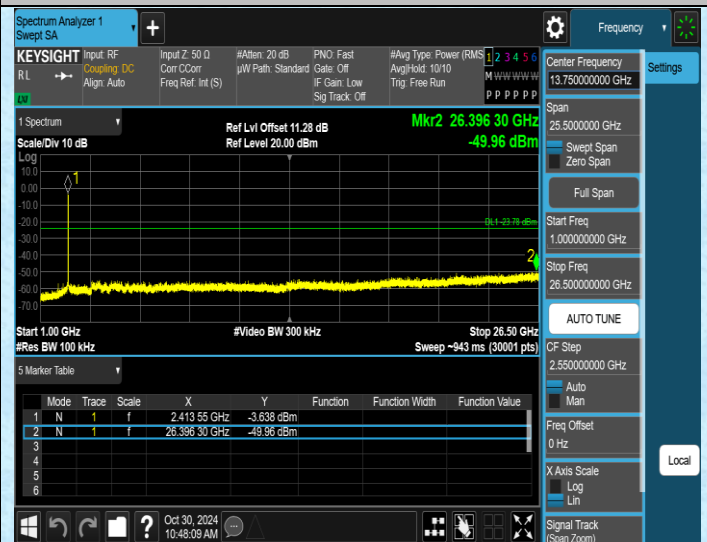 Spectrum Analyzer 1
Swept SA
+
Frequency
KEYSIGHT
RL
LXI
Input: RF
Coupling: DC
Align: Auto
Input Z: 50 Ω
Corr CCorr
Freq Ref: Int (S)
#Atten: 20 dB
µW Path: Standard
PNO: Fast
Gate: Off
IF Gain: Low
Sig Track: Off
#Avg Type: Power (RMS
Avg|Hold: 10/10
Trig: Free Run
1 2 3 4 5 6
M W W W W W
P P P P P P
1 Spectrum
Scale/Div 10 dB
Ref Lvl Offset 11.28 dB
Ref Level 20.00 dBm
Mkr2 26.396 30 GHz
-49.96 dBm
Log
10.0
0.00
-10.0
-20.0
-30.0
-40.0
-50.0
-60.0
-70.0
1
DL1 -23.78 dBm
2
Start 1.00 GHz
#Res BW 100 kHz
#Video BW 300 kHz
Stop 26.50 GHz
Sweep ~943 ms (30001 pts)
5 Marker Table
Mode Trace Scale X Y Function Function Width Function Value
1 N 1 f 2.413 55 GHz -3.638 dBm
2 N 1 f 26.396 30 GHz -49.96 dBm
3
4
5
6
?
Oct 30, 2024
10:48:09 AM
Center Frequency
13.750000000 GHz
Settings
Span
25.5000000 GHz
Swept Span
Zero Span
Full Span
Start Freq
1.000000000 GHz
Stop Freq
26.500000000 GHz
AUTO TUNE
CF Step
2.550000000 GHz
Auto
Man
Freq Offset
0 Hz
X Axis Scale
Log
Lin
Local
Signal Track
(Span Zoom)